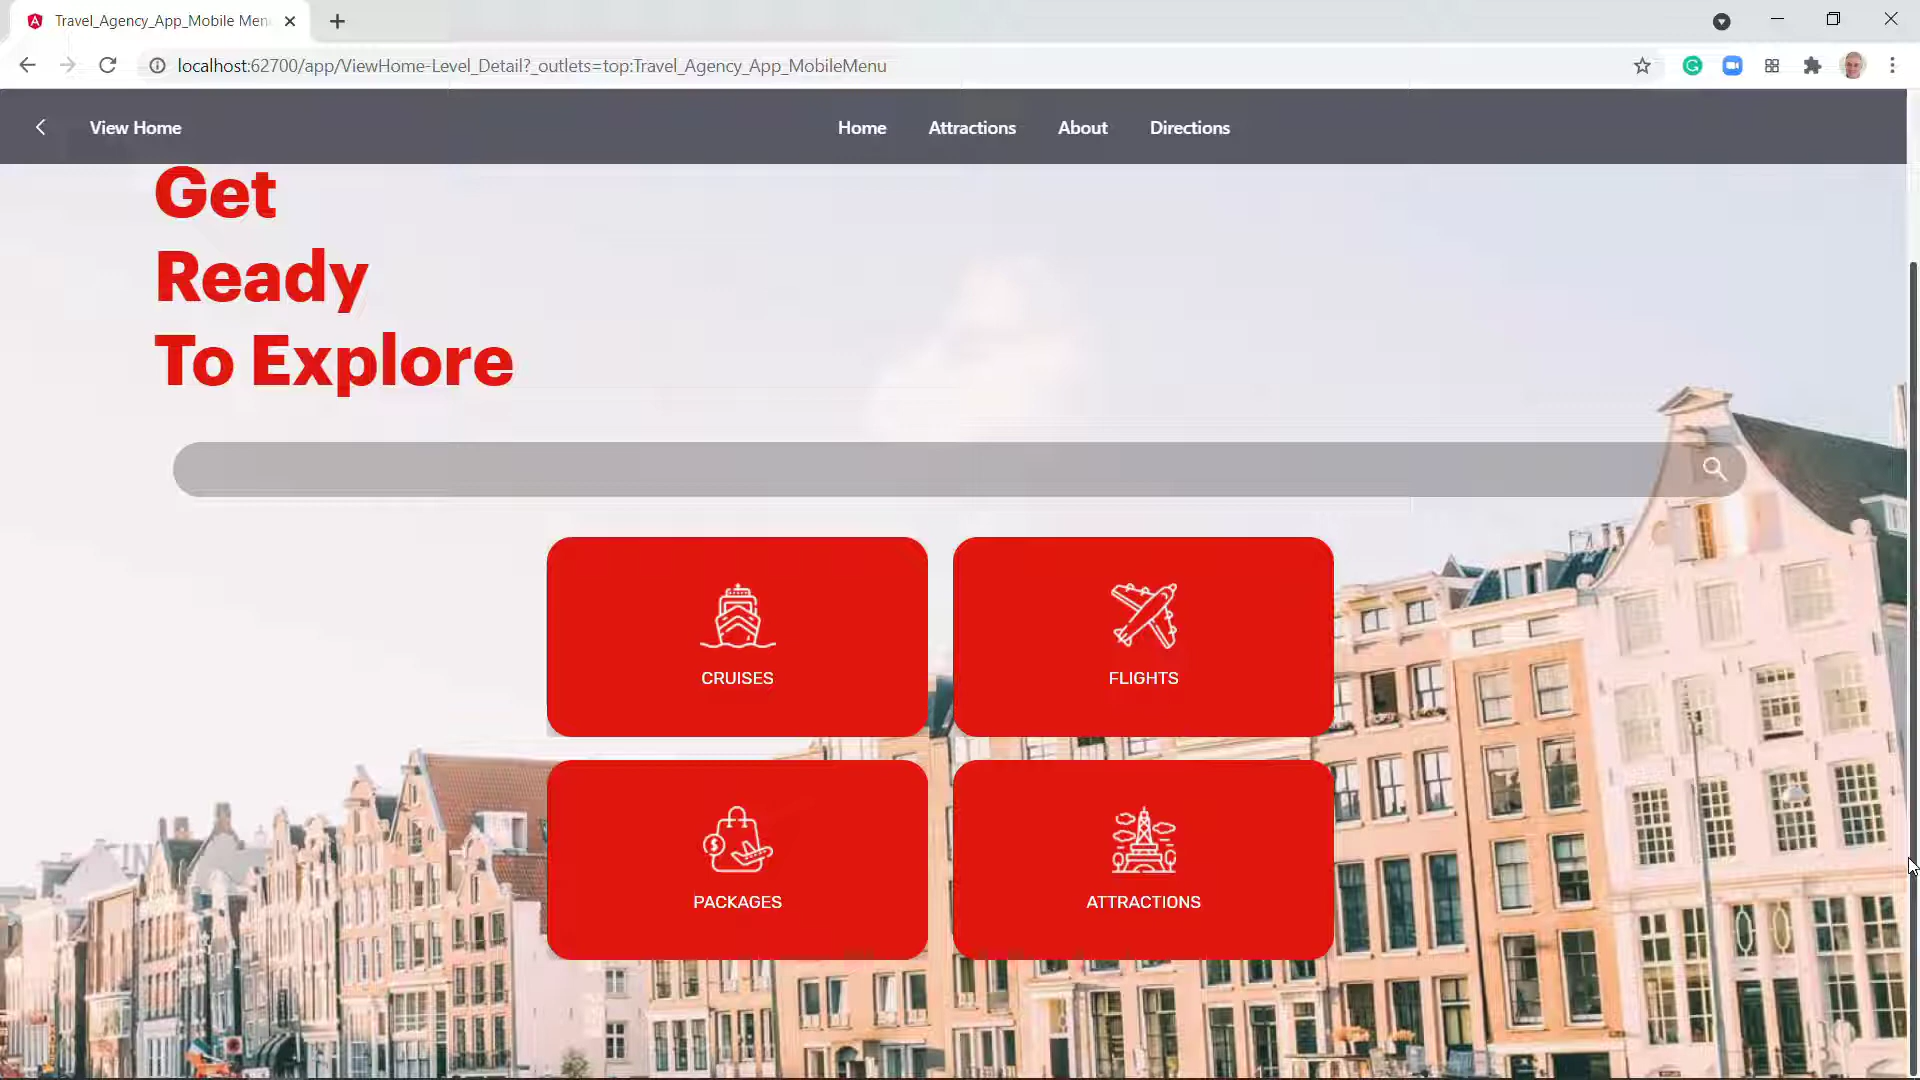 Travel_Agency_App_Mobile Men
localhost:62700/app/ViewHome-Level_Detail?_outlets=top:Travel_Agency_App_MobileMenu
View Home
Home Attractions About Directions
Get
Ready
To Explore
CRUISES
FLIGHTS
PACKAGES
ATTRACTIONS